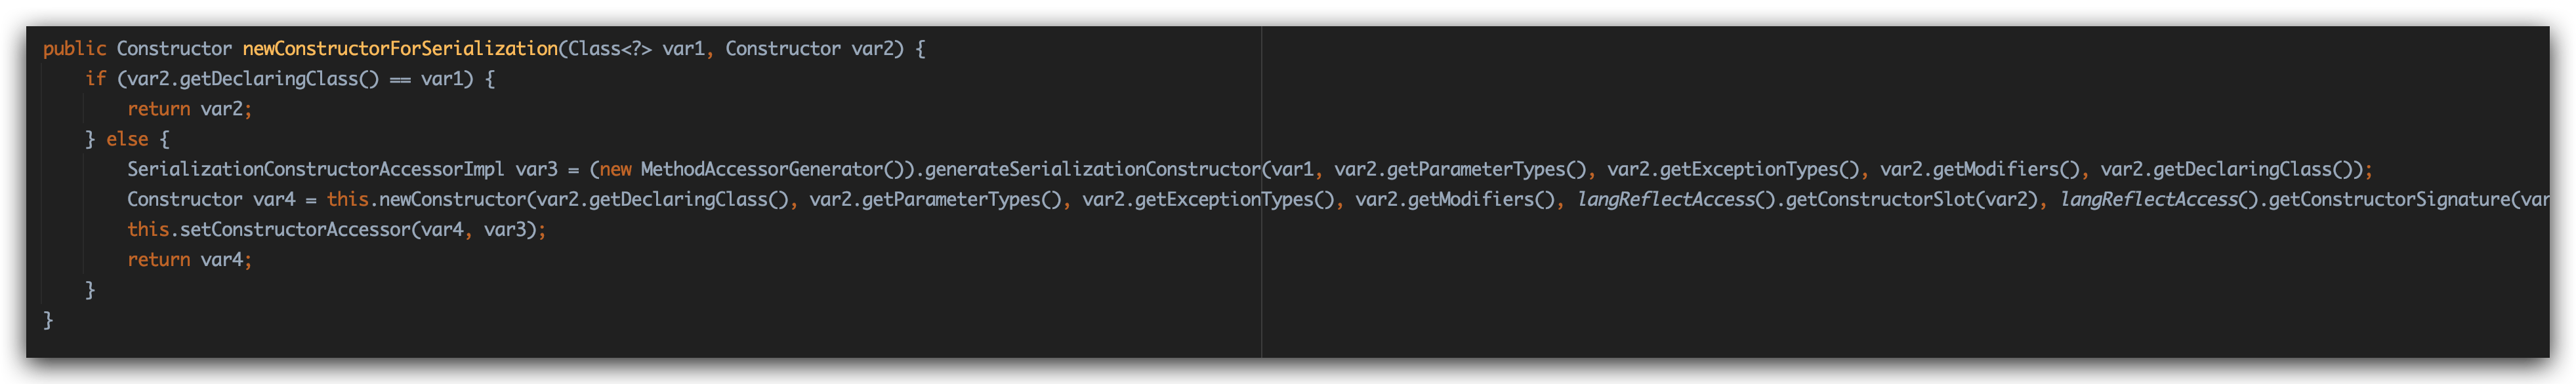 public Constructor newConstructorForSerialization(Class<?> var1, Constructor var2) {
if (var2.getDeclaringClass() == var1) {
return var2;
} else {
SerializationConstructorAccessorImpl var3 = (new MethodAccessorGenerator()).generateSerializationConstructor(var1, var2.getParameterTypes(), var2.getExceptionTypes(), var2.getModifiers(), var2.getDeclaringClass());
Constructor var4 = this.newConstructor(var2.getDeclaringClass(), var2.getParameterTypes(), var2.getExceptionTypes(), var2.getModifiers(), langReflectAccess().getConstructorSlot(var2), langReflectAccess().getConstructorSignature(var
this.setConstructorAccessor(var4, var3);
return var4;
}
}